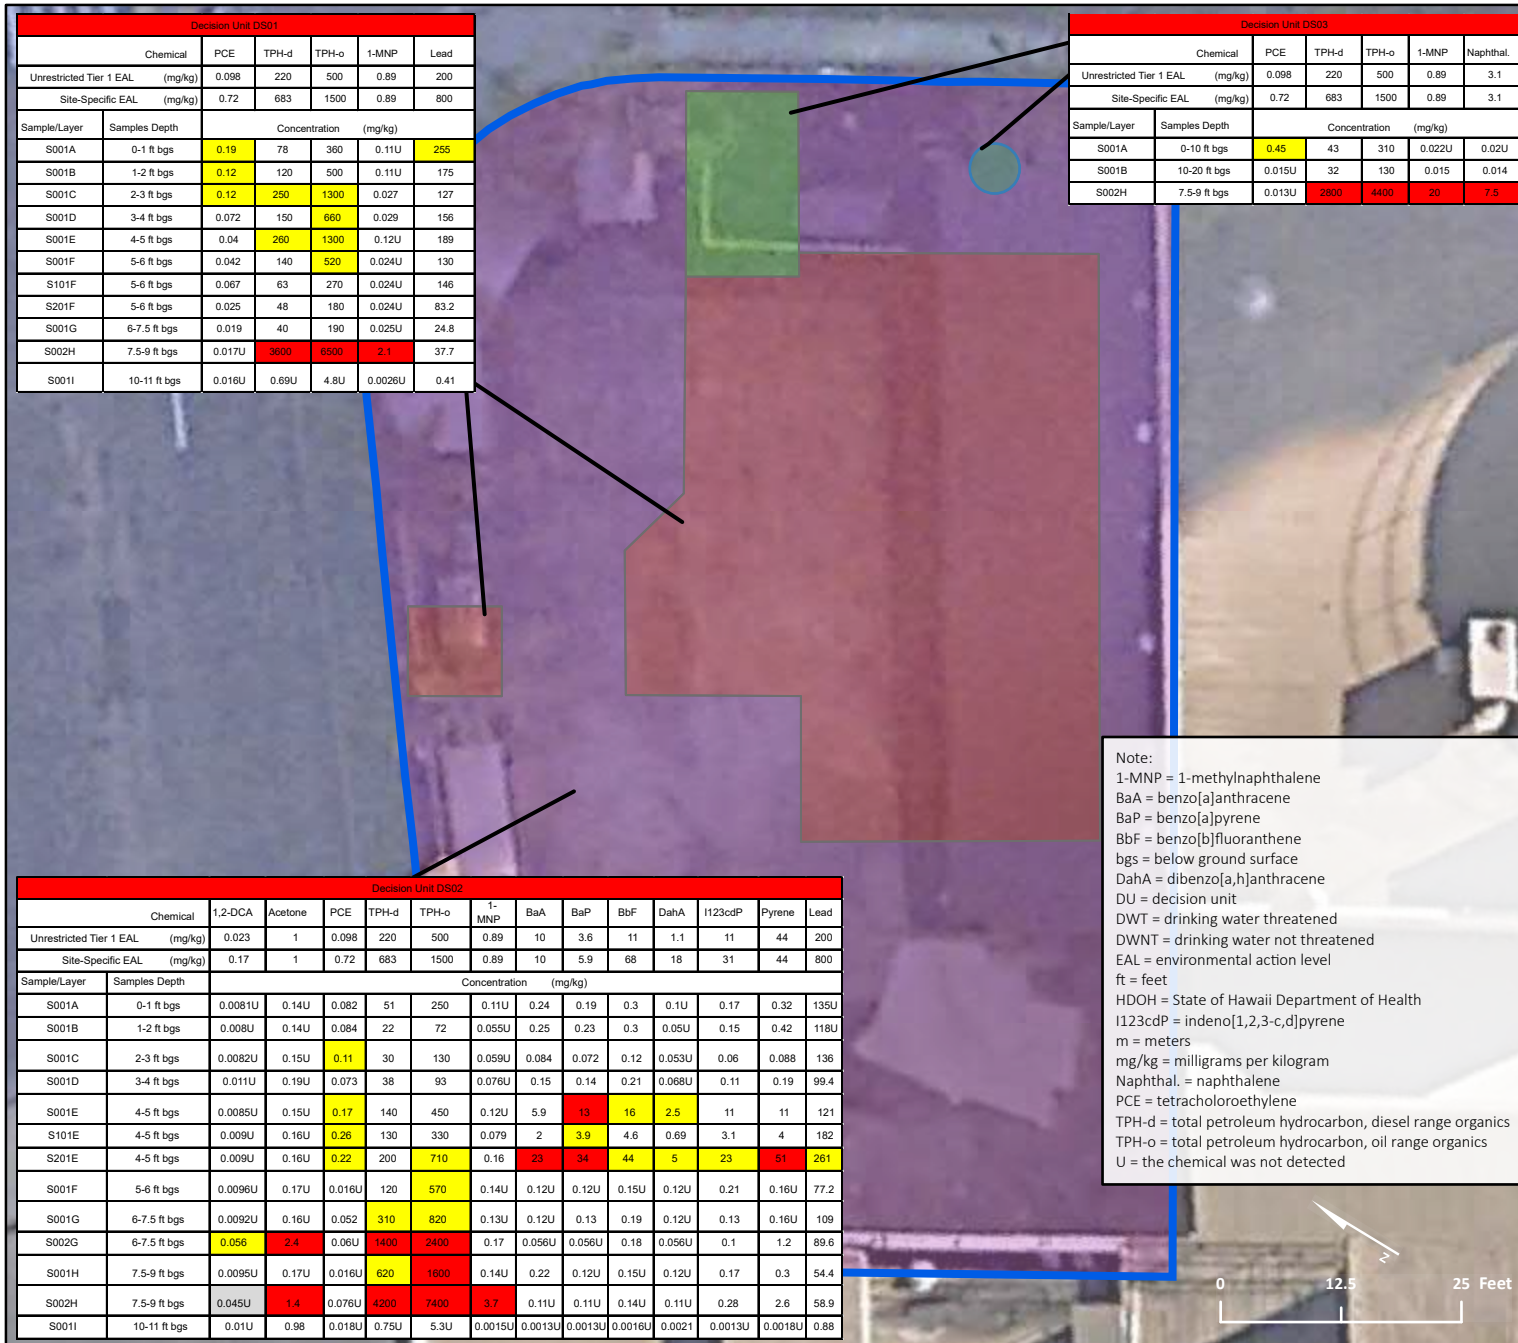 Decision Unit DS01
Chemical PCE TPH-d TPH-o 1-MNP Lead
Unrestricted Tier 1 EAL (mg/kg) 0.098 220 500 0.89 200
Site-Specific EAL (mg/kg) 0.72 683 1500 0.89 800
Sample/Layer Samples Depth Concentration (mg/kg)
S001A 0-1 ft bgs 0.19 78 360 0.11U 255
S001B 1-2 ft bgs 0.12 120 500 0.11U 175
S001C 2-3 ft bgs 0.12 250 1300 0.027 127
S001D 3-4 ft bgs 0.072 150 660 0.029 156
S001E 4-5 ft bgs 0.04 260 1300 0.12U 189
S001F 5-6 ft bgs 0.042 140 520 0.024U 130
S101F 5-6 ft bgs 0.067 63 270 0.024U 146
S201F 5-6 ft bgs 0.025 48 180 0.024U 83.2
S001G 6-7.5 ft bgs 0.019 40 190 0.025U 24.8
S002H 7.5-9 ft bgs 0.017U 3600 6500 2.1 37.7
S001I 10-11 ft bgs 0.016U 0.69U 4.8U 0.0026U 0.41
Decision Unit DS03
Chemical PCE TPH-d TPH-o 1-MNP Naphthal.
Unrestricted Tier 1 EAL (mg/kg) 0.098 220 500 0.89 3.1
Site-Specific EAL (mg/kg) 0.72 683 1500 0.89 3.1
Sample/Layer Samples Depth Concentration (mg/kg)
S001A 0-10 ft bgs 0.45 43 310 0.022U 0.02U
S001B 10-20 ft bgs 0.015U 32 130 0.015 0.014
S002H 7.5-9 ft bgs 0.013U 2600 4400 20 7.5
Decision Unit DS02
Chemical 1,2-DCA Acetone PCE TPH-d TPH-o 1-MNP BaA BaP BbF DahA I123cdP Pyrene Lead
Unrestricted Tier 1 EAL (mg/kg) 0.023 1 0.098 220 500 0.89 10 3.6 11 1.1 11 44 200
Site-Specific EAL (mg/kg) 0.17 1 0.72 683 1500 0.89 10 5.9 68 18 31 44 800
Sample/Layer Samples Depth Concentration (mg/kg)
S001A 0-1 ft bgs 0.0081U 0.14U 0.082 51 250 0.11U 0.24 0.19 0.3 0.1U 0.17 0.32 135U
S001B 1-2 ft bgs 0.008U 0.14U 0.084 22 72 0.055U 0.25 0.23 0.3 0.05U 0.15 0.42 118U
S001C 2-3 ft bgs 0.0082U 0.15U 0.11 30 130 0.059U 0.084 0.072 0.12 0.053U 0.06 0.088 136
S001D 3-4 ft bgs 0.011U 0.19U 0.073 38 93 0.076U 0.15 0.14 0.21 0.068U 0.11 0.19 99.4
S001E 4-5 ft bgs 0.0085U 0.15U 0.17 140 450 0.12U 5.9 13 16 2.5 11 11 121
S101E 4-5 ft bgs 0.009U 0.16U 0.26 130 330 0.079 2 3.9 4.6 0.69 3.1 4 182
S201E 4-5 ft bgs 0.009U 0.16U 0.22 200 710 0.16 23 34 44 5 23 51 261
S001F 5-6 ft bgs 0.0096U 0.17U 0.016U 120 570 0.14U 0.12U 0.12U 0.15U 0.12U 0.21 0.16U 77.2
S001G 6-7.5 ft bgs 0.0092U 0.16U 0.052 310 820 0.13U 0.12U 0.13 0.19 0.12U 0.13 0.16U 109
S002G 6-7.5 ft bgs 0.056 2.4 0.06U 1400 2400 0.17 0.056U 0.056U 0.18 0.056U 0.1 1.2 89.6
S001H 7.5-9 ft bgs 0.0095U 0.17U 0.016U 620 1600 0.14U 0.22 0.12U 0.15U 0.12U 0.17 0.3 54.4
S002H 7.5-9 ft bgs 0.045U 1.4 0.076U 4200 7400 3.7 0.11U 0.11U 0.14U 0.11U 0.28 2.6 58.9
S001I 10-11 ft bgs 0.01U 0.98 0.018U 0.75U 5.3U 0.0015U 0.0013U 0.0013U 0.0016U 0.0021 0.0013U 0.0018U 0.88
Note:
1-MNP = 1-methylnaphthalene
BaA = benzo[a]anthracene
BaP = benzo[a]pyrene
BbF = benzo[b]fluoranthene
bgs = below ground surface
DahA = dibenzo[a,h]anthracene
DU = decision unit
DWT = drinking water threatened
DWNT = drinking water not threatened
EAL = environmental action level
ft = feet
HDOH = State of Hawaii Department of Health
I123cdP = indeno[1,2,3-c,d]pyrene
m = meters
mg/kg = milligrams per kilogram
Naphthal. = naphthalene
PCE = tetracholoroethylene
TPH-d = total petroleum hydrocarbon, diesel range organics
TPH-o = total petroleum hydrocarbon, oil range organics
U = the chemical was not detected
N
0 12.5 25 Feet